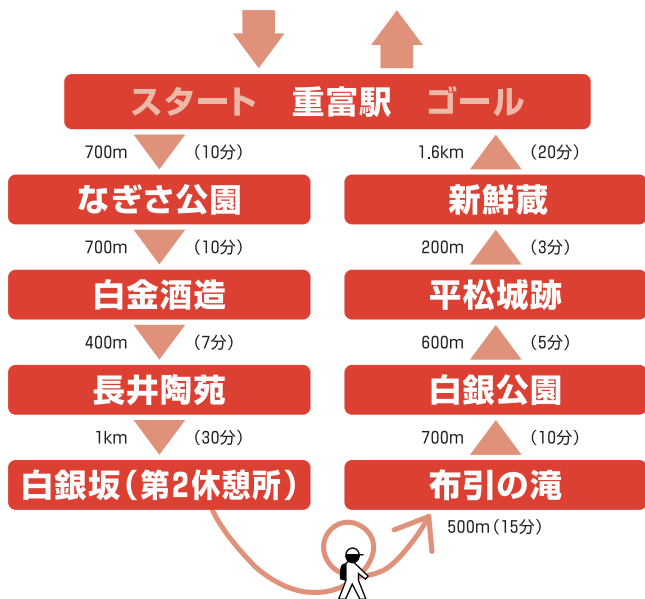 スタート 重富駅 ゴール
700m (10分)
なぎさ公園
700m (10分)
白金酒造
400m (7分)
長井陶苑
1km (30分)
白銀坂(第2休憩所)
500m(15分)
布引の滝
700m (10分)
白銀公園
600m (5分)
平松城跡
200m (3分)
新鮮蔵
1.6km (20分)